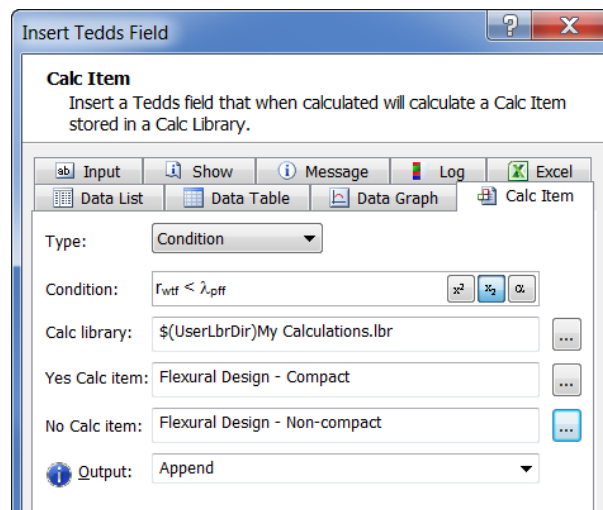 Insert Tedds Field
?
X
Calc Item
Insert a Tedds field that when calculated will calculate a Calc Item
stored in a Calc Library.
ab Input Show i Message Log Excel
Data List Data Table Data Graph Calc Item
Type: Condition
Condition: rwtf < λpff x² x₂ α
Calc library: $(UserLbrDir)My Calculations.lbr ...
Yes Calc item: Flexural Design - Compact ...
No Calc item: Flexural Design - Non-compact ...
i Output: Append